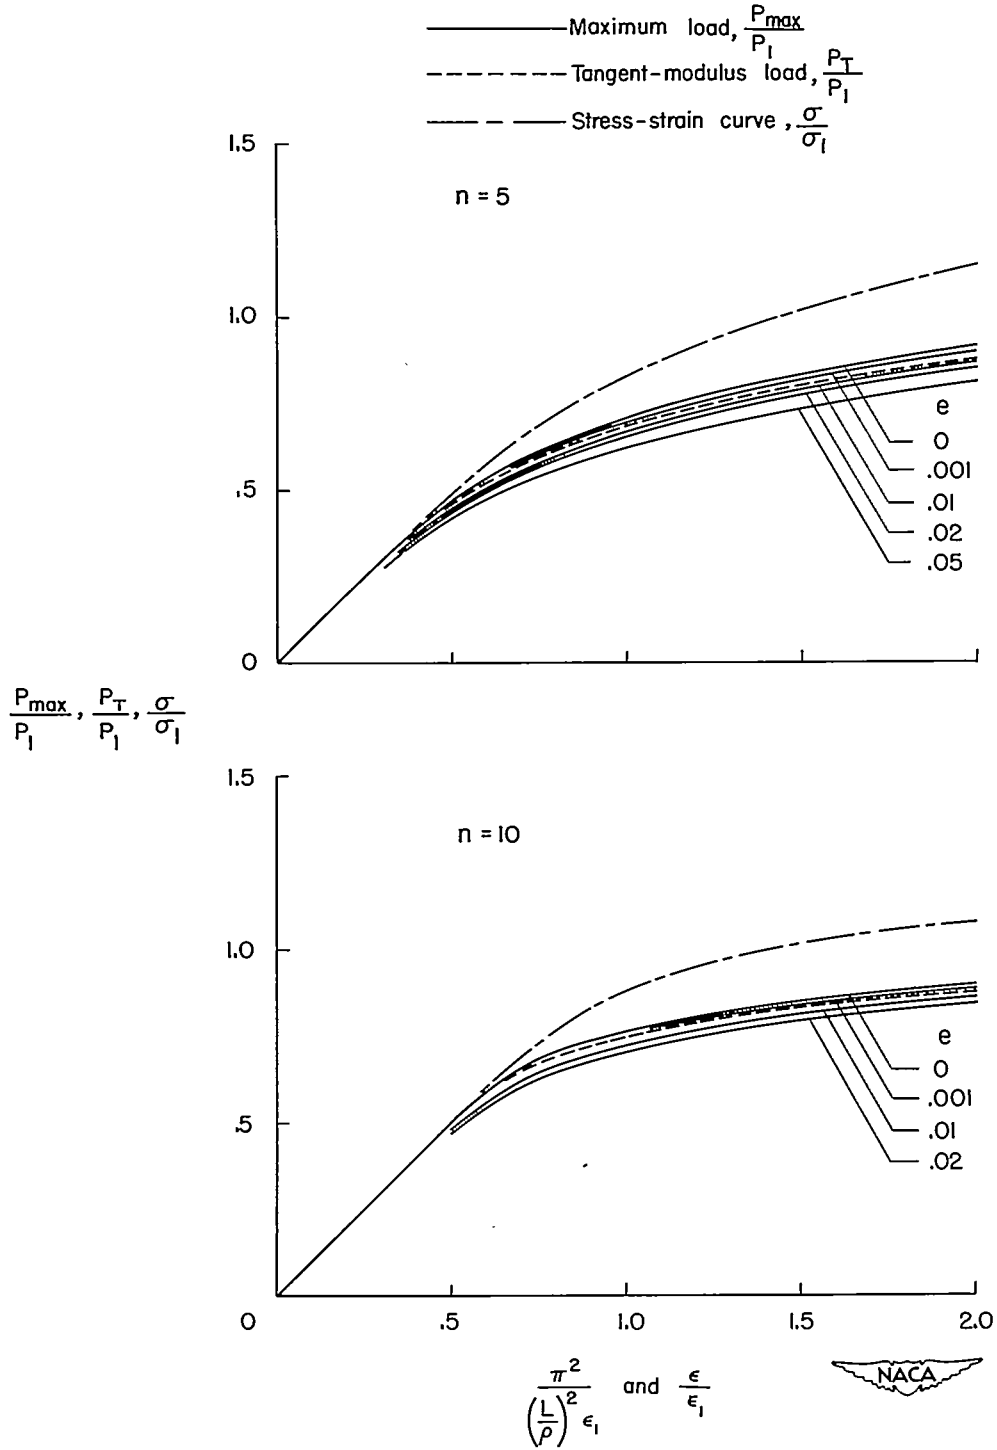 Maximum load, P_max/P_1
Tangent-modulus load, P_T/P_1
Stress-strain curve, σ/σ_1
1.5
n = 5
1.0
e
0
.001
.01
.02
.05
.5
0
P_max/P_1, P_T/P_1, σ/σ_1
1.5
n = 10
1.0
e
0
.001
.01
.02
.5
0 .5 1.0 1.5 2.0
π²/(L/ρ)² ϵ_1 and ϵ/ϵ_1
NACA